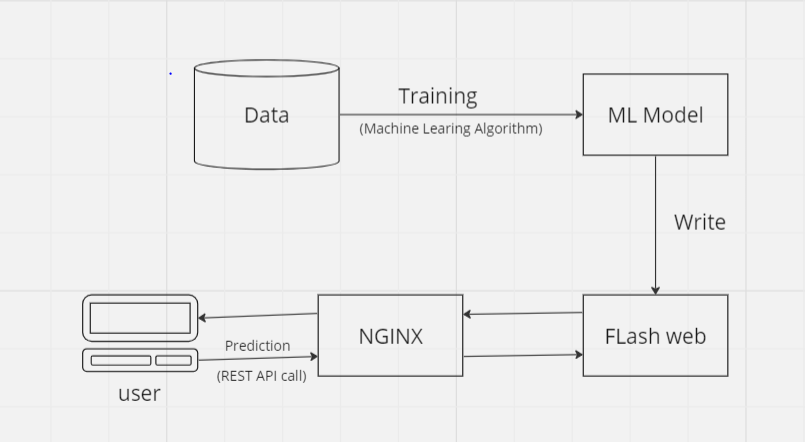 Data
Training
(Machine Learing Algorithm)
ML Model
Write
Prediction
(REST API call)
NGINX
FLash web
user